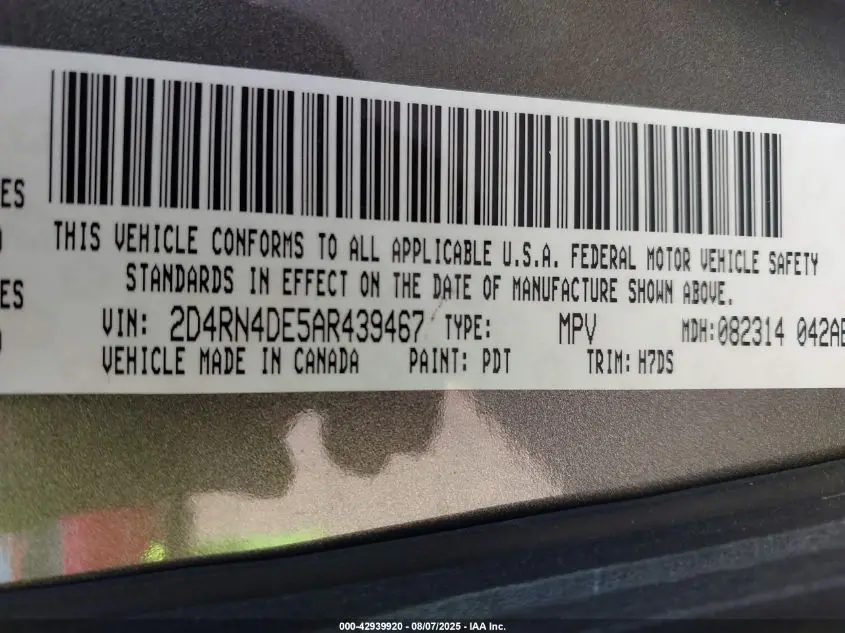 ES
ES
THIS VEHICLE CONFORMS TO ALL APPLICABLE U.S.A. FEDERAL MOTOR VEHICLE SAFETY
STANDARDS IN EFFECT ON THE DATE OF MANUFACTURE SHOWN ABOVE.
VIN: 2D4RN4DE5AR439467 TYPE: MPV MDH:082314 042AE
VEHICLE MADE IN CANADA PAINT: PDT TRIM: H7DS
000-42939920 - 08/07/2025 - IAA Inc.